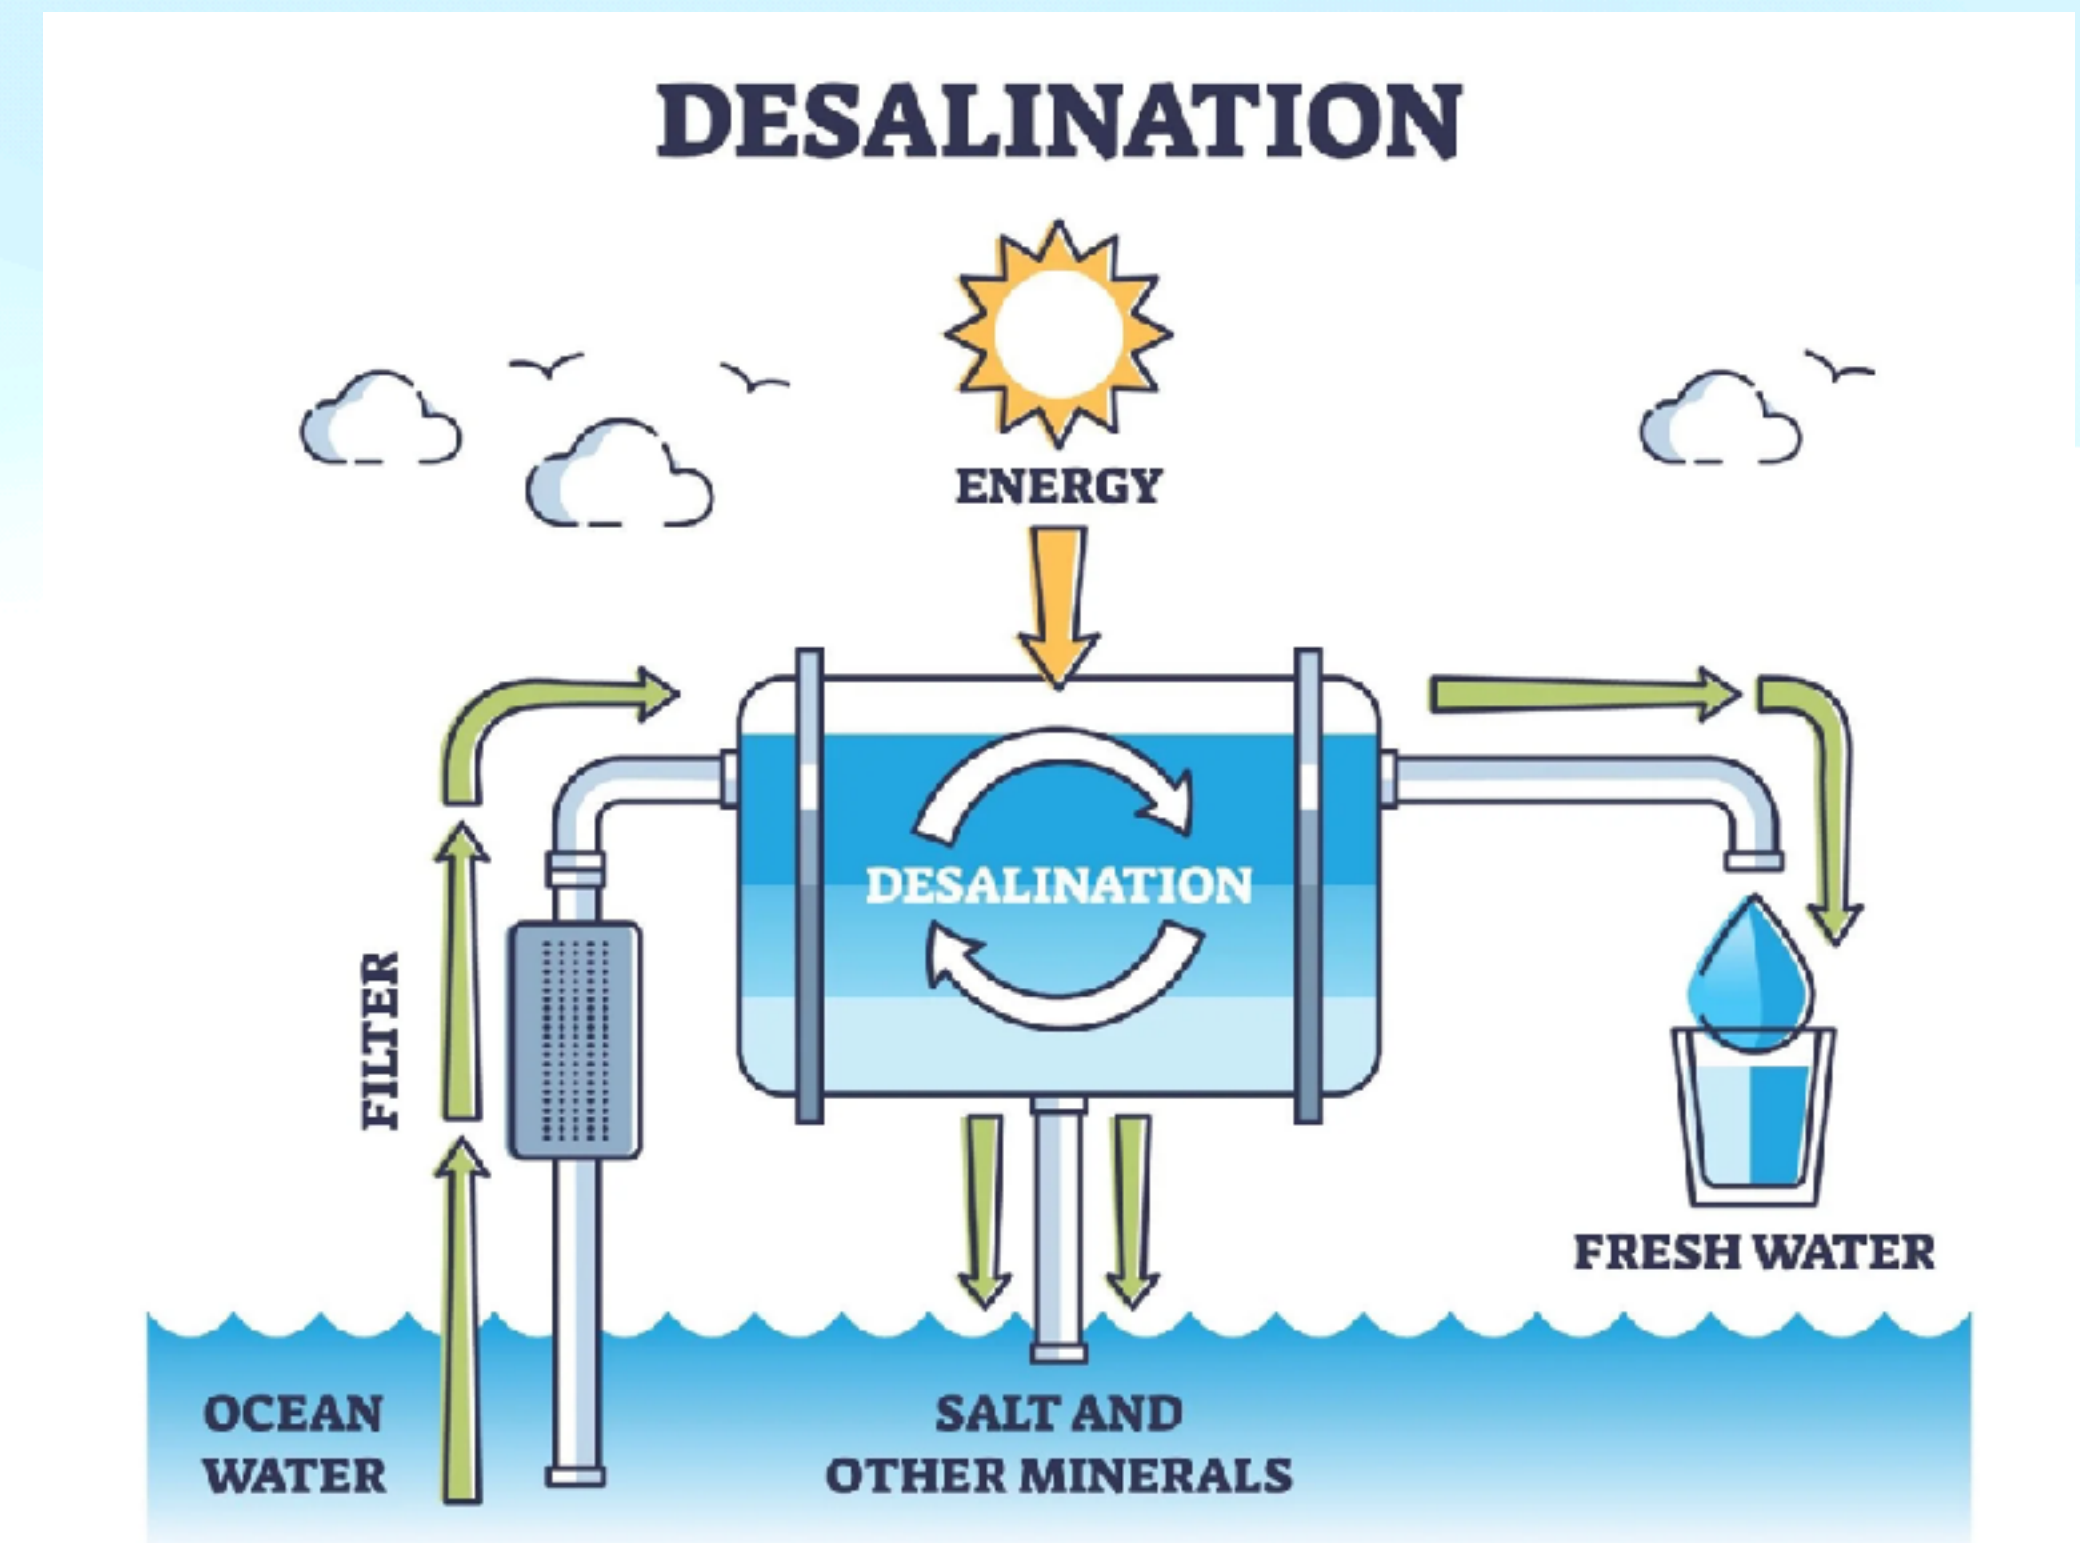 DESALINATION
ENERGY
FILTER
DESALINATION
FRESH WATER
OCEAN
WATER
SALT AND
OTHER MINERALS